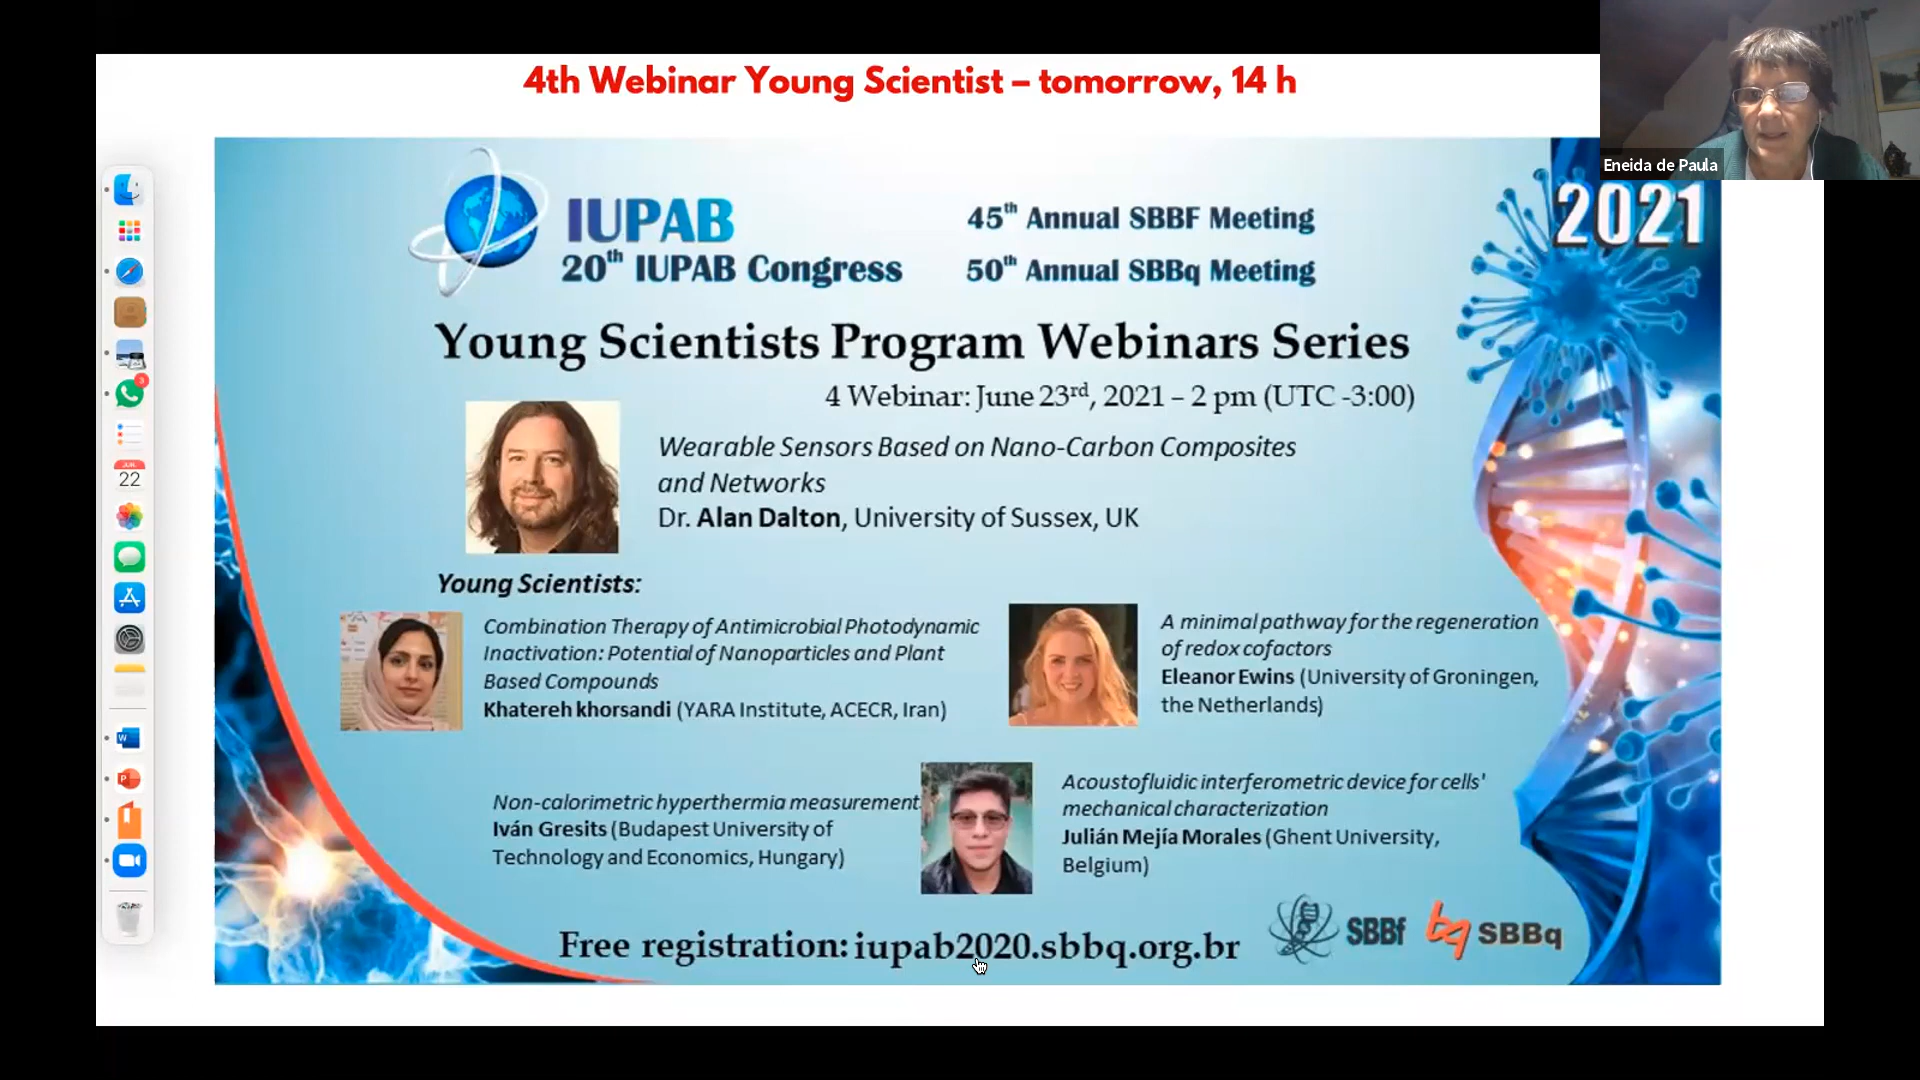 4th Webinar Young Scientist – tomorrow, 14 h
Eneida de Paula
2021
IUPAB
20th IUPAB Congress
45th Annual SBBF Meeting
50th Annual SBBq Meeting
Young Scientists Program Webinars Series
4 Webinar: June 23rd, 2021 – 2 pm (UTC -3:00)
Wearable Sensors Based on Nano-Carbon Composites
and Networks
Dr. Alan Dalton, University of Sussex, UK
Young Scientists:
Combination Therapy of Antimicrobial Photodynamic
Inactivation: Potential of Nanoparticles and Plant
Based Compounds
Khatereh khorsandi (YARA Institute, ACECR, Iran)
A minimal pathway for the regeneration
of redox cofactors
Eleanor Ewins (University of Groningen,
the Netherlands)
Non-calorimetric hyperthermia measurement
Iván Gresits (Budapest University of
Technology and Economics, Hungary)
Acoustofluidic interferometric device for cells'
mechanical characterization
Julián Mejía Morales (Ghent University,
Belgium)
Free registration: iupab2020.sbbq.org.br
SBBf
bq SBBq
3
22
W
P